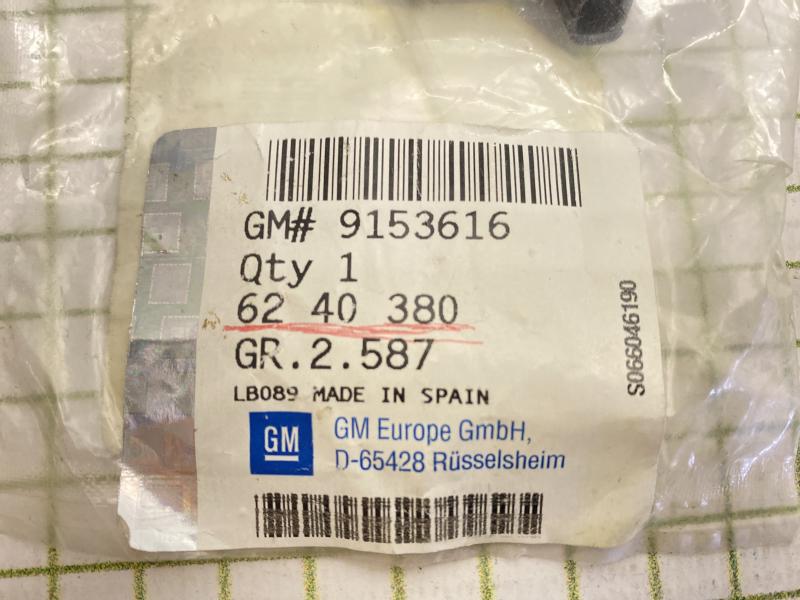 GM# 9153616
Qty 1
62 40 380
GR.2.587
LB089 MADE IN SPAIN
GM
GM Europe GmbH,
D-65428 Rüsselsheim
S066046190